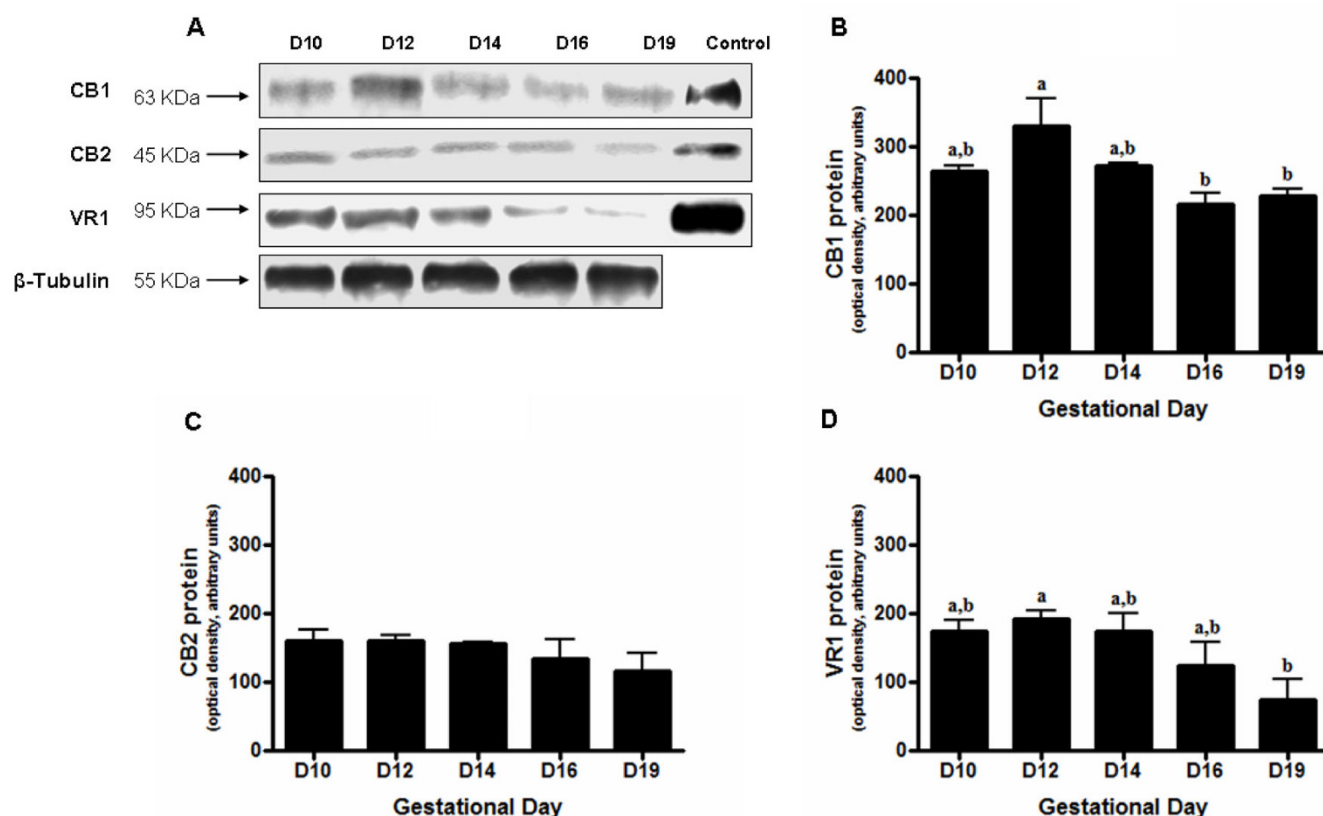 A
D10 D12 D14 D16 D19 Control
CB1 63 KDa
CB2 45 KDa
VR1 95 KDa
β-Tubulin 55 KDa
B
CB1 protein
(optical density, arbitrary units)
400
300
200
100
0
a,b a a,b b b
D10 D12 D14 D16 D19
Gestational Day
C
CB2 protein
(optical density, arbitrary units)
400
300
200
100
0
D10 D12 D14 D16 D19
Gestational Day
D
VR1 protein
(optical density, arbitrary units)
400
300
200
100
0
a,b a a,b a,b b
D10 D12 D14 D16 D19
Gestational Day